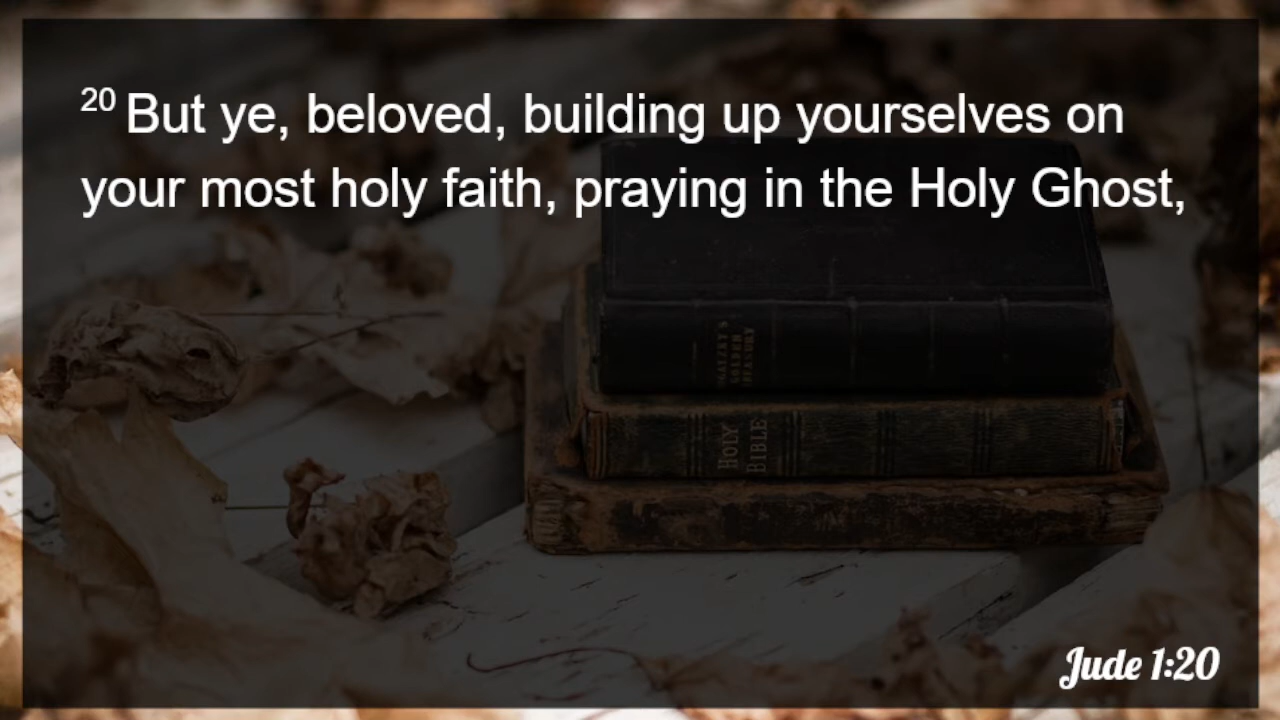 20 But ye, beloved, building up yourselves on
your most holy faith, praying in the Holy Ghost,
HOLY
BIBLE
Jude 1:20